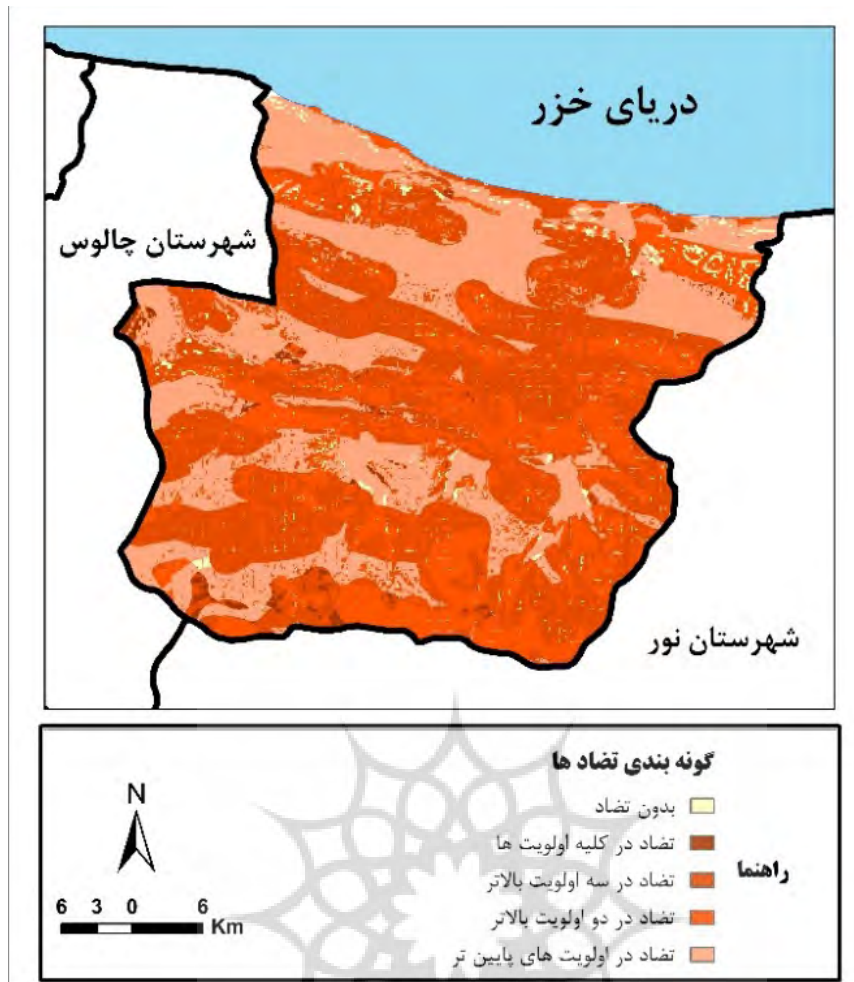 دریای خزر
شهرستان چالوس
شهرستان نور
گونه بندی تضاد ها
بدون تضاد
تضاد در کلیه اولویت ها
تضاد در سه اولویت بالاتر
تضاد در دو اولویت بالاتر
تضاد در اولویت های پایین تر
راهنما
N
6 3 0 6
Km